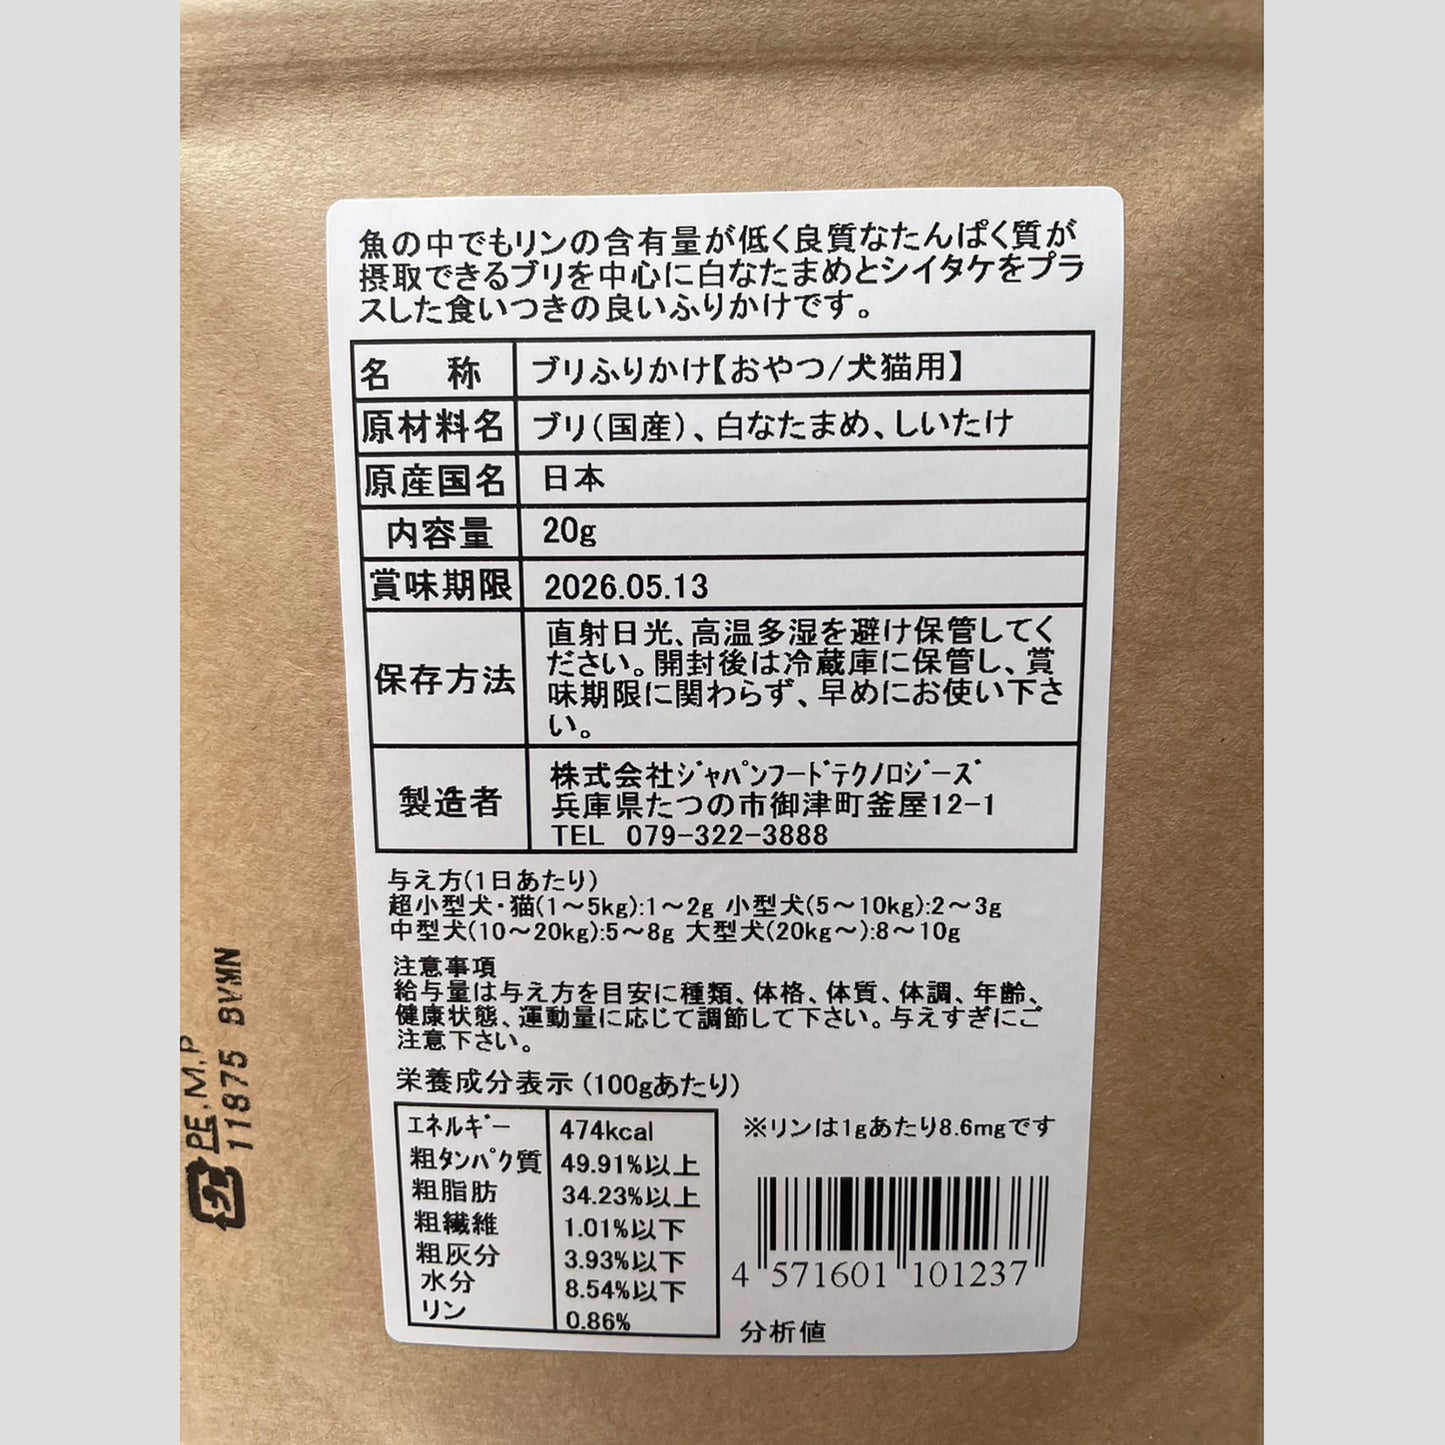 魚の中でもリンの含有量が低く良質なたんぱく質が
摂取できるブリを中心に白なたまめとシイタケをプラ
スした食いつきの良いふりかけです。
名　　称 ブリふりかけ【おやつ/犬猫用】
原材料名 ブリ(国産)、白なたまめ、しいたけ
原産国名 日本
内容量 20g
賞味期限 2026.05.13
保存方法 直射日光、高温多湿を避け保管してく
ださい。開封後は冷蔵庫に保管し、賞
味期限に関わらず、早めにお使い下さ
い。
製造者 株式会社ｼﾞｬﾊﾟﾝﾌｰﾄﾞﾃｸﾉﾛｼﾞｰｽﾞ
兵庫県たつの市御津町釜屋12-1
TEL 079-322-3888
与え方(1日あたり)
超小型犬・猫(1～5kg):1～2g 小型犬(5～10kg):2～3g
中型犬(10～20kg):5～8g 大型犬(20kg～):8～10g
注意事項
給与量は与え方を目安に種類、体格、体質、体調、年齢、
健康状態、運動量に応じて調節して下さい。与えすぎにご
注意下さい。
栄養成分表示(100gあたり)
ｴﾈﾙｷﾞｰ 474kcal
粗ﾀﾝﾊﾟｸ質 49.91%以上
粗脂肪 34.23%以上
粗繊維 1.01%以下
粗灰分 3.93%以下
水分 8.54%以下
リン 0.86%
※リンは1gあたり8.6mgです
4 571601 101237
分析値
プラ
PE,M,P
11875 BVMN